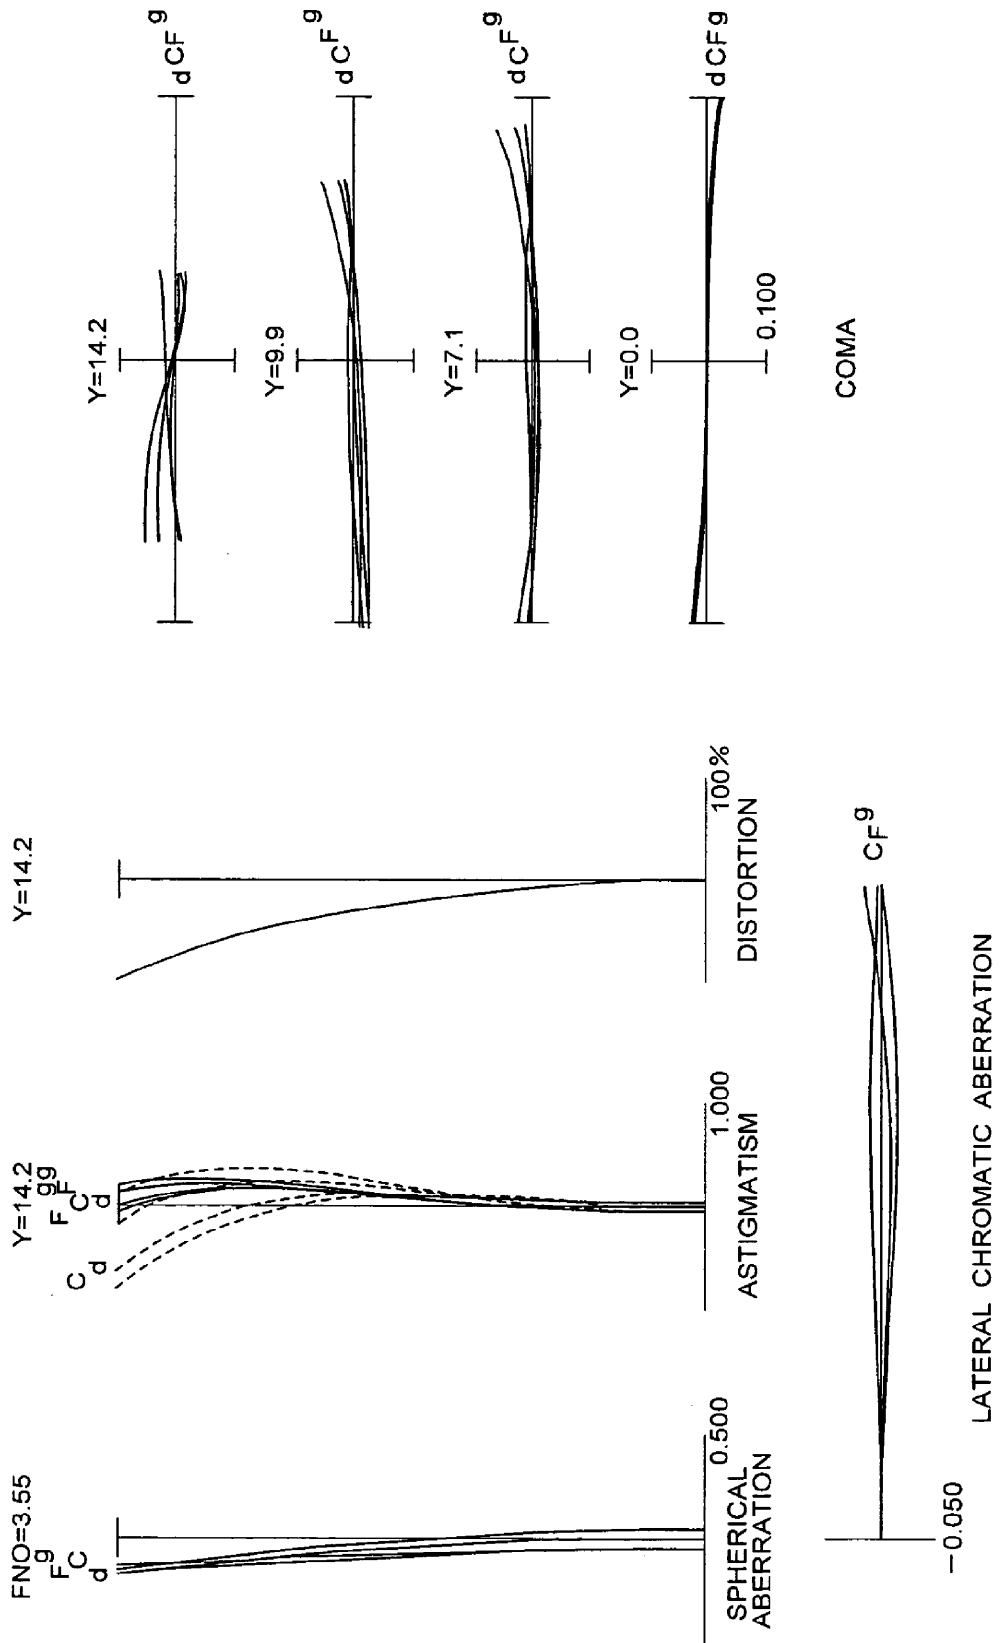 FNO=3.55
F g
d C
0.500
SPHERICAL
ABERRATION
Y=14.2
F g g
d C F
C d
1.000
ASTIGMATISM
Y=14.2
100%
DISTORTION
Y=14.2
d C F g
Y=9.9
d C F g
Y=7.1
d C F g
Y=0.0
d C F g
0.100
COMA
C F g
−0.050
LATERAL CHROMATIC ABERRATION